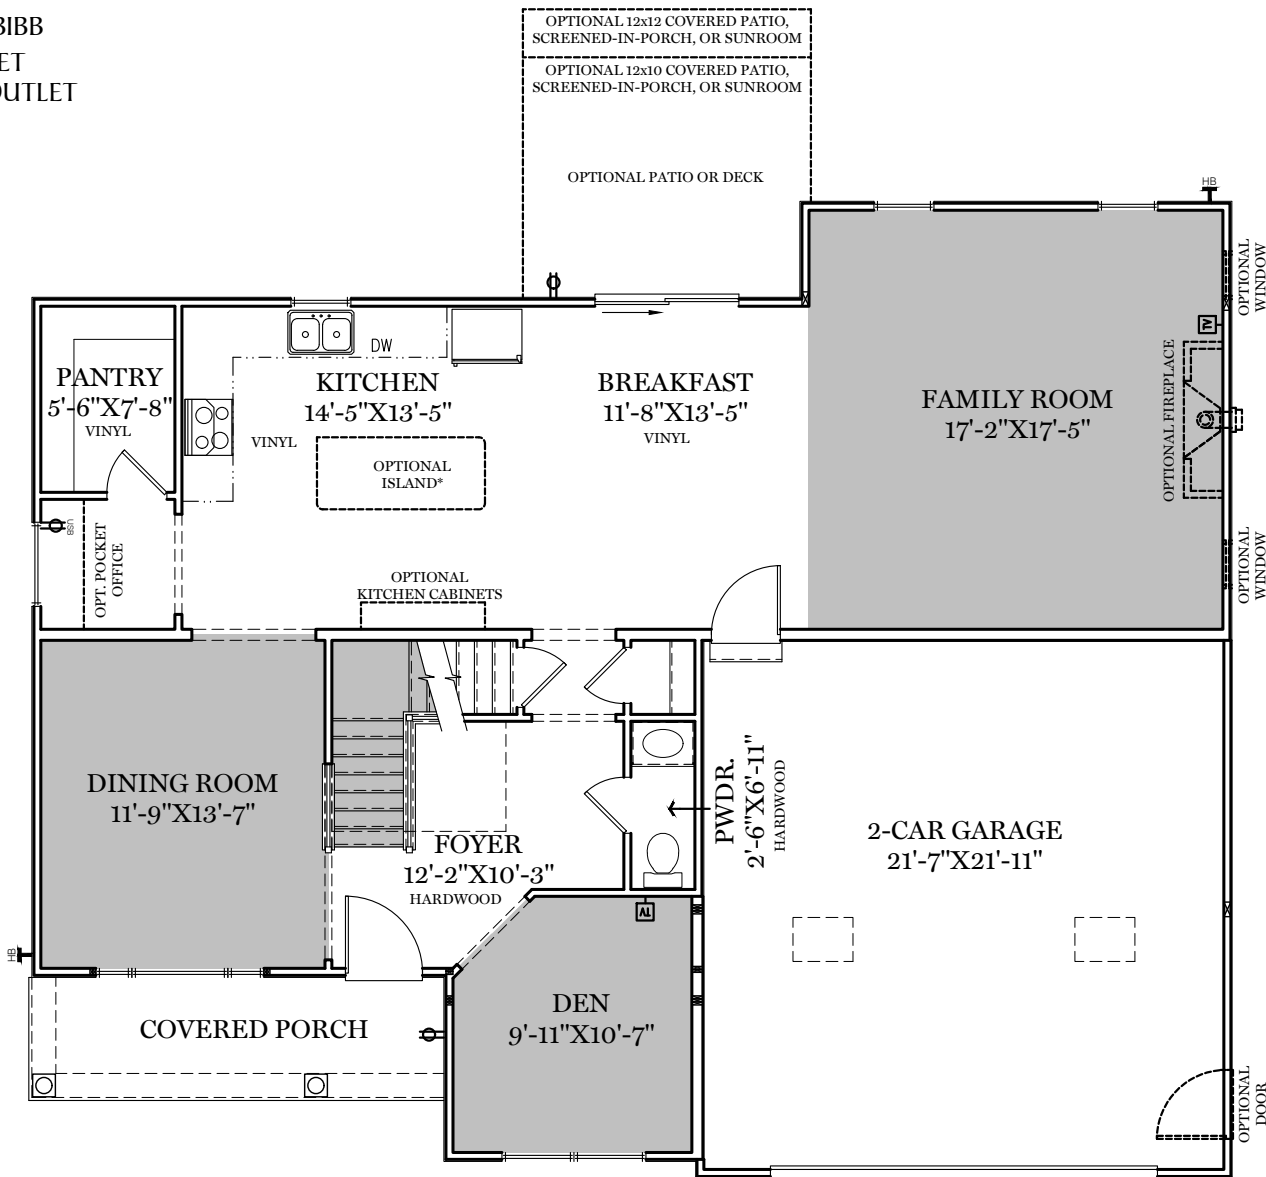 BIBB
ET
OUTLET
OPTIONAL 12x12 COVERED PATIO,
SCREENED-IN-PORCH, OR SUNROOM
OPTIONAL 12x10 COVERED PATIO,
SCREENED-IN-PORCH, OR SUNROOM
OPTIONAL PATIO OR DECK
HB
OPTIONAL
WINDOW
TV
PANTRY
5'-6"X7'-8"
VINYL
DW
KITCHEN
14'-5"X13'-5"
VINYL
OPTIONAL
ISLAND*
BREAKFAST
11'-8"X13'-5"
VINYL
FAMILY ROOM
17'-2"X17'-5"
OPTIONAL FIREPLACE
OPTIONAL
WINDOW
USB
OPT. POCKET
OFFICE
OPTIONAL
KITCHEN CABINETS
DINING ROOM
11'-9"X13'-7"
FOYER
12'-2"X10'-3"
HARDWOOD
PWDR.
2'-6"X6'-11"
HARDWOOD
2-CAR GARAGE
21'-7"X21'-11"
TV
HB
DEN
9'-11"X10'-7"
COVERED PORCH
OPTIONAL
DOOR